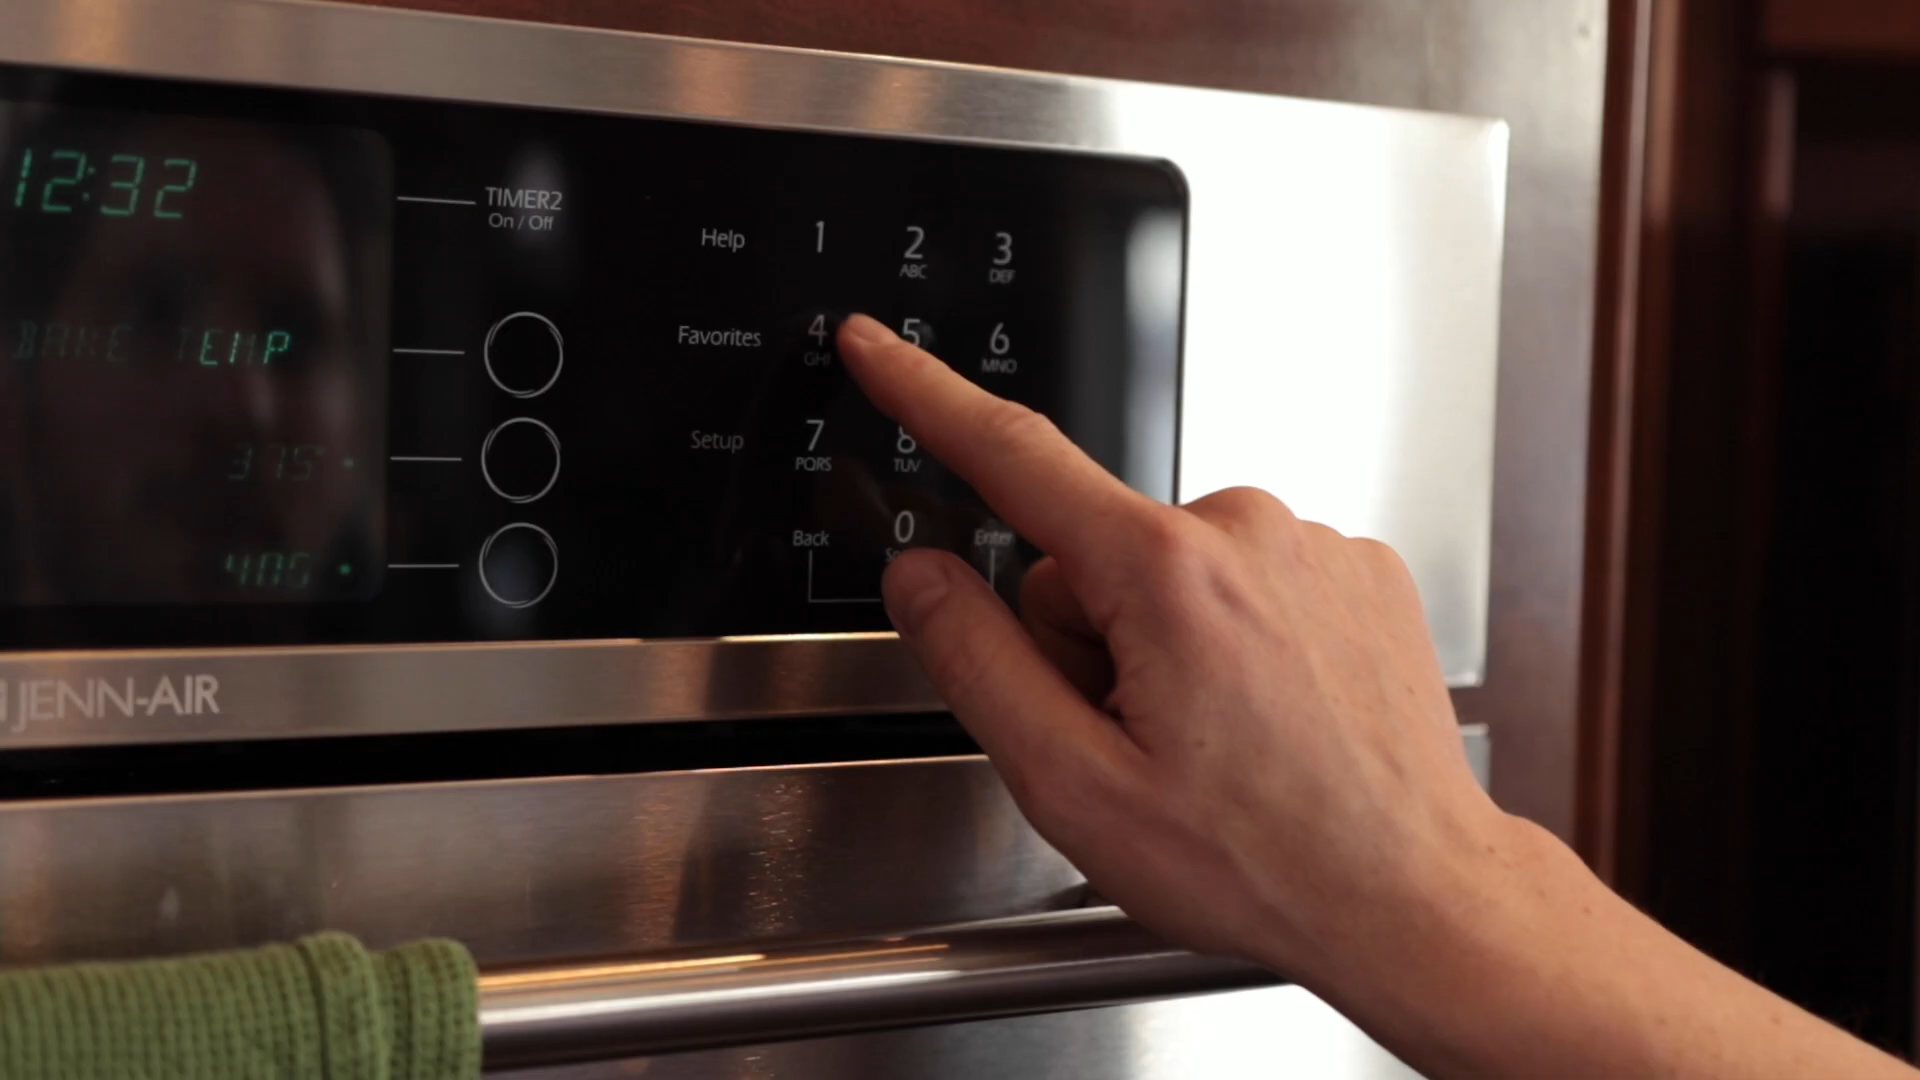 12:32
TIMER2
On / Off
Help
1
2
ABC
3
DEF
BAKE TEMP
Favorites
4
GHI
5
6
MNO
375°
Setup
7
PQRS
8
TUV
Back
0
Enter
JENN-AIR